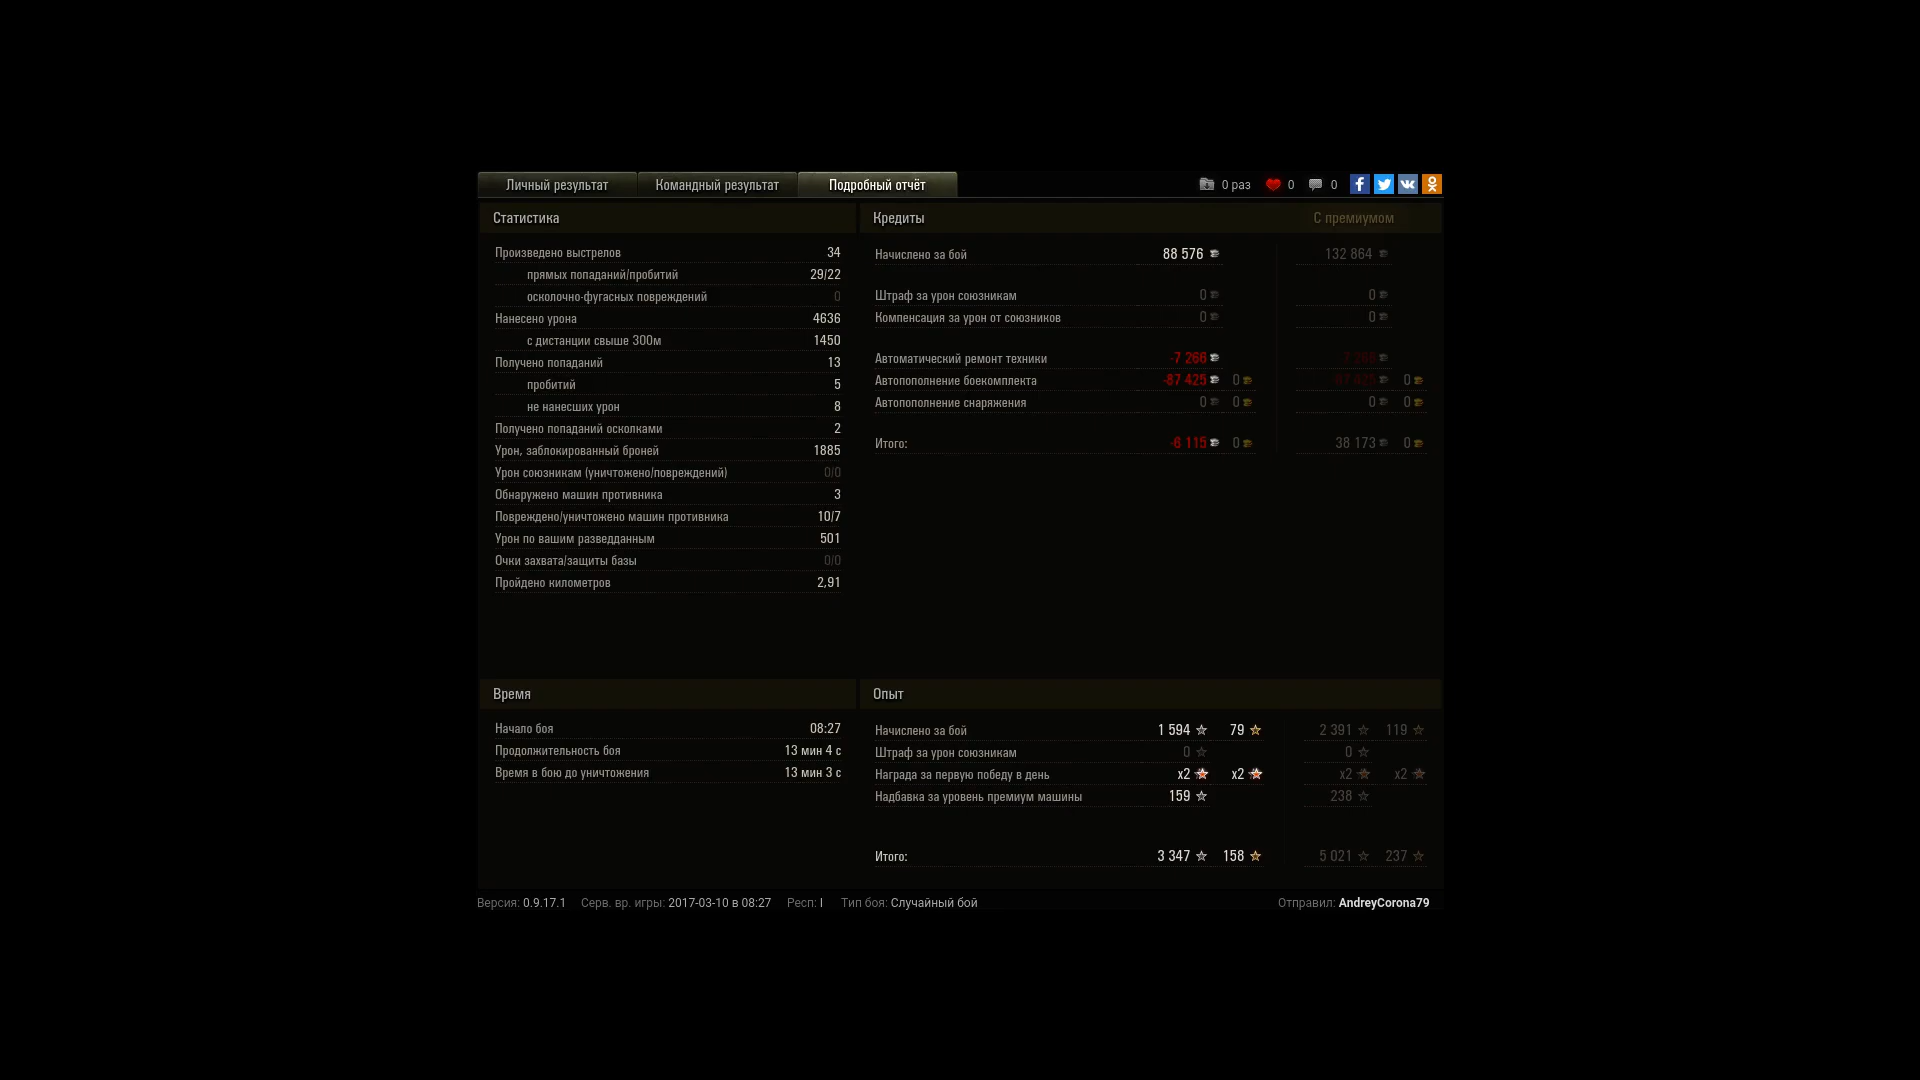 Личный результат Командный результат Подробный отчёт 0 раз 0 0
Статистика
Произведено выстрелов 34
прямых попаданий/пробитий 29/22
осколочно-фугасных повреждений 0
Нанесено урона 4636
с дистанции свыше 300м 1450
Получено попаданий 13
пробитий 5
не нанесших урон 8
Получено попаданий осколками 2
Урон, заблокированный броней 1885
Урон союзникам (уничтожено/повреждений) 0/0
Обнаружено машин противника 3
Повреждено/уничтожено машин противника 10/7
Урон по вашим разведданным 501
Очки захвата/защиты базы 0/0
Пройдено километров 2,91
Кредиты С премиумом
Начислено за бой 88 576 132 864
Штраф за урон союзникам 0 0
Компенсация за урон от союзников 0 0
Автоматический ремонт техники -7 266 -7 266
Автопополнение боекомплекта -87 425 0 -87 425 0
Автопополнение снаряжения 0 0 0 0
Итого: -6 115 0 38 173 0
Время
Начало боя 08:27
Продолжительность боя 13 мин 4 с
Время в бою до уничтожения 13 мин 3 с
Опыт
Начислено за бой 1 594 79 2 391 119
Штраф за урон союзникам 0 0
Награда за первую победу в день x2 x2 x2 x2
Надбавка за уровень премиум машины 159 238
Итого: 3 347 158 5 021 237
Версия: 0.9.17.1 Серв. вр. игры: 2017-03-10 в 08:27 Респ: I Тип боя: Случайный бой Отправил: AndreyCorona79